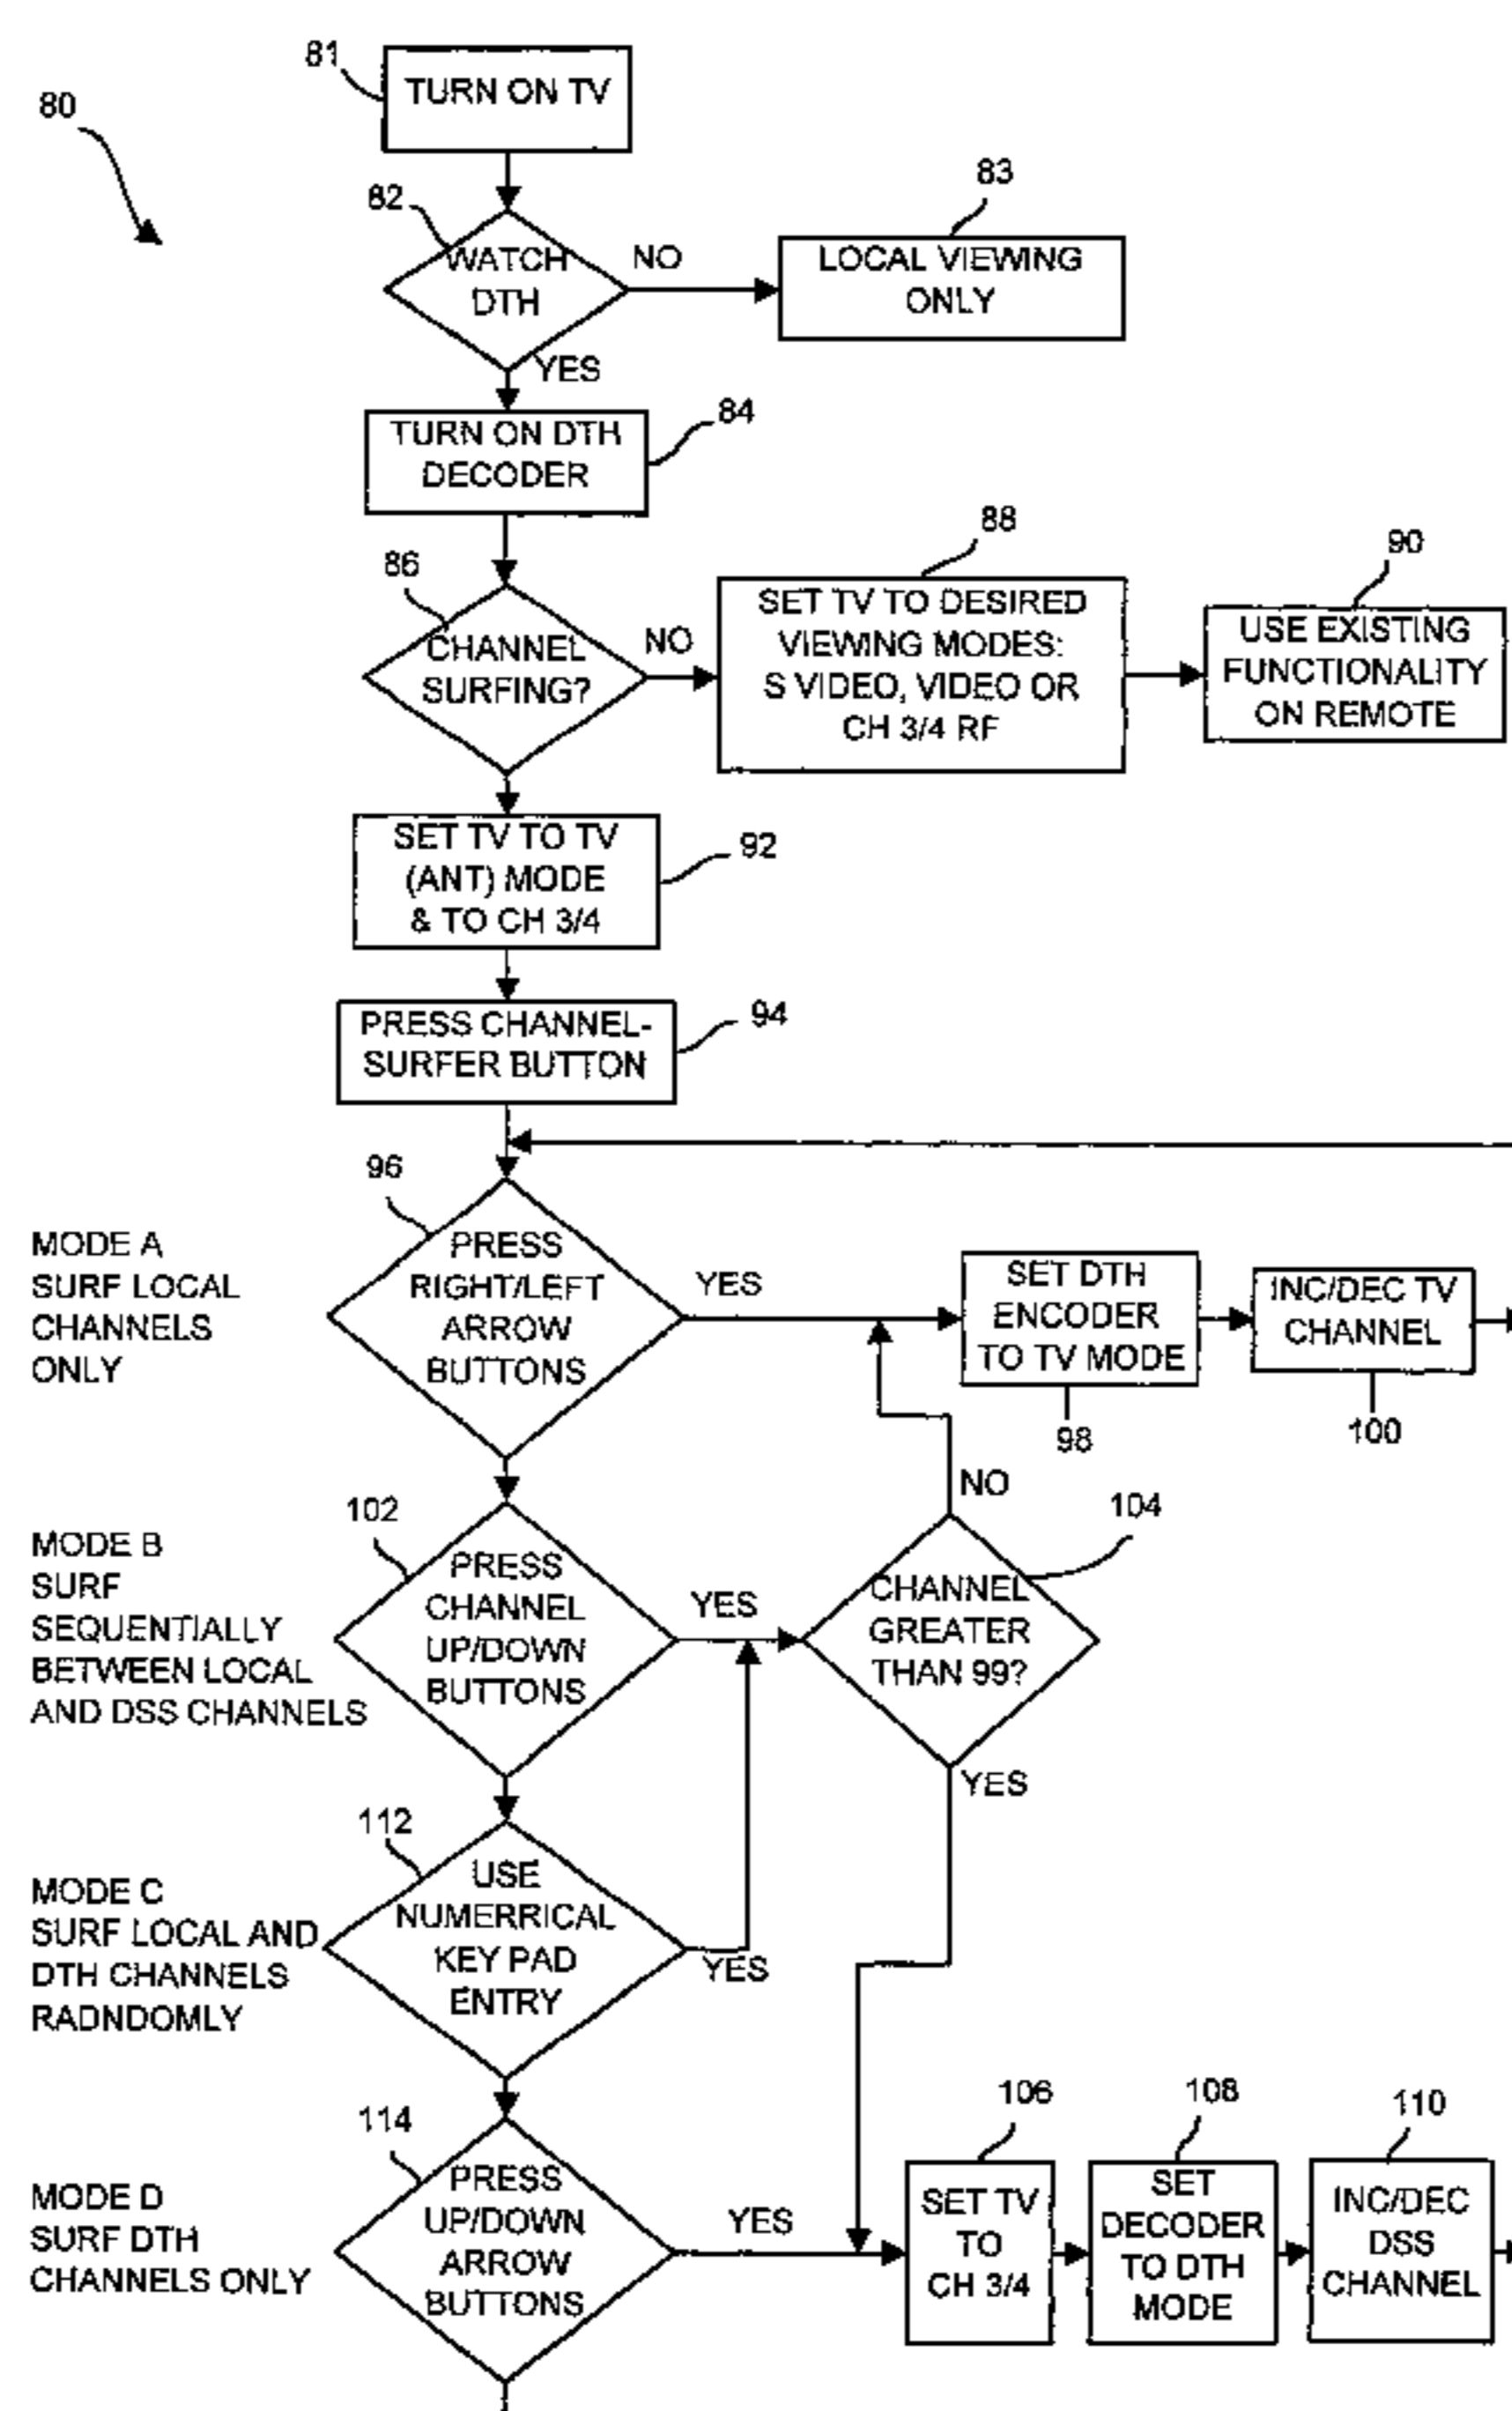 81
TURN ON TV
80
82
WATCH
DTH
NO
83
LOCAL VIEWING
ONLY
YES
TURN ON DTH
DECODER
84
86
CHANNEL
SURFING?
NO
88
SET TV TO DESIRED
VIEWING MODES:
S VIDEO, VIDEO OR
CH 3/4 RF
90
USE EXISTING
FUNCTIONALITY
ON REMOTE
SET TV TO TV
(ANT) MODE
& TO CH 3/4
92
PRESS CHANNEL-
SURFER BUTTON
94
96
MODE A
SURF LOCAL
CHANNELS
ONLY
PRESS
RIGHT/LEFT
ARROW
BUTTONS
YES
SET DTH
ENCODER
TO TV MODE
98
INC/DEC TV
CHANNEL
100
NO
102
104
MODE B
SURF
SEQUENTIALLY
BETWEEN LOCAL
AND DSS CHANNELS
PRESS
CHANNEL
UP/DOWN
BUTTONS
YES
CHANNEL
GREATER
THAN 99?
YES
112
MODE C
SURF LOCAL AND
DTH CHANNELS
RADNDOMLY
USE
NUMERRICAL
KEY PAD
ENTRY
YES
114
MODE D
SURF DTH
CHANNELS ONLY
PRESS
UP/DOWN
ARROW
BUTTONS
YES
106
SET TV
TO
CH 3/4
108
SET
DECODER
TO DTH
MODE
110
INC/DEC
DSS
CHANNEL